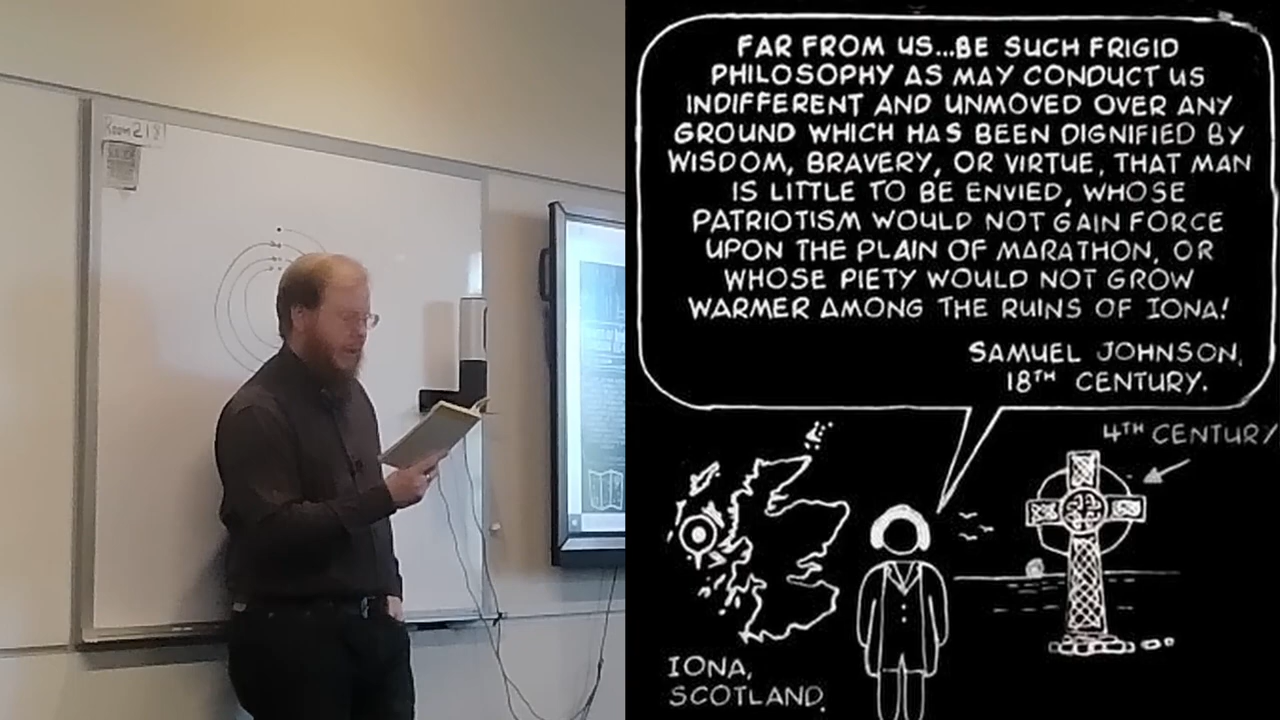 Room 218
FAR FROM US...BE SUCH FRIGID
PHILOSOPHY AS MAY CONDUCT US
INDIFFERENT AND UNMOVED OVER ANY
GROUND WHICH HAS BEEN DIGNIFIED BY
WISDOM, BRAVERY, OR VIRTUE, THAT MAN
IS LITTLE TO BE ENVIED, WHOSE
PATRIOTISM WOULD NOT GAIN FORCE
UPON THE PLAIN OF MARATHON, OR
WHOSE PIETY WOULD NOT GROW
WARMER AMONG THE RUINS OF IONA!
SAMUEL JOHNSON,
18TH CENTURY.
4TH CENTURY
IONA,
SCOTLAND.